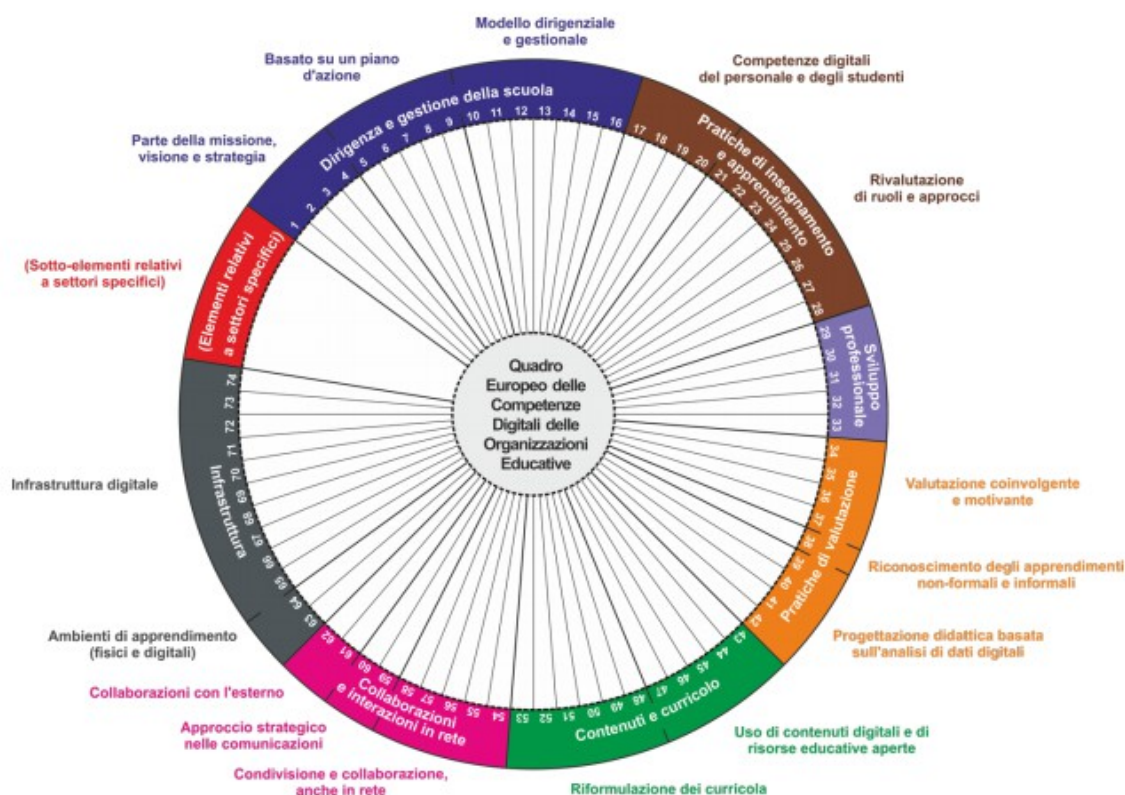 Modello dirigenziale
e gestionale
Basato su un piano
d'azione
Competenze digitali
del personale e degli studenti
Parte della missione,
visione e strategia
Rivalutazione
di ruoli e approcci
(Sotto-elementi relativi
a settori specifici)
Infrastruttura digitale
Valutazione coinvolgente
e motivante
Riconoscimento degli apprendimenti
non-formali e informali
Ambienti di apprendimento
(fisici e digitali)
Progettazione didattica basata
sull'analisi di dati digitali
Collaborazioni con l'esterno
Approccio strategico
nelle comunicazioni
Uso di contenuti digitali e di
risorse educative aperte
Condivisione e collaborazione,
anche in rete
Riformulazione dei curricola
Dirigenza e gestione della scuola
1 2 3 4 5 6 7 8 9 10 11 12 13 14 15 16
Pratiche di insegnamento
e apprendimento
17 18 19 20 21 22 23 24 25 26 27 28
Sviluppo
professionale
29 30 31 32 33
Pratiche di valutazione
34 35 36 37 38 39 40 41 42
Contenuti e curricolo
43 44 45 46 47 48 49 50 51 52 53
Collaborazioni
e interazioni in rete
54 55 56 57 58 59 60 61 62
Infrastruttura
63 64 65 66 67 68 69 70 71 72 73 74
(Elementi relativi
a settori specifici)
Quadro
Europeo delle
Competenze
Digitali delle
Organizzazioni
Educative